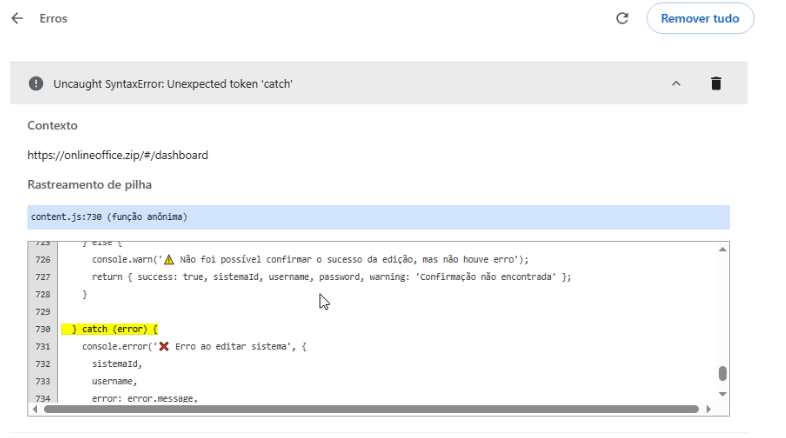 Erros
Remover tudo
Uncaught SyntaxError: Unexpected token 'catch'
Contexto
https://onlineoffice.zip/#/dashboard
Rastreamento de pilha
content.js:730 (função anônima)
725 } else {
726 console.warn('⚠️ Não foi possível confirmar o sucesso da edição, mas não houve erro');
727 return { success: true, sistemaId, username, password, warning: 'Confirmação não encontrada' };
728 }
729
730 } catch (error) {
731 console.error('❌ Erro ao editar sistema', {
732 sistemaId,
733 username,
734 error: error.message,